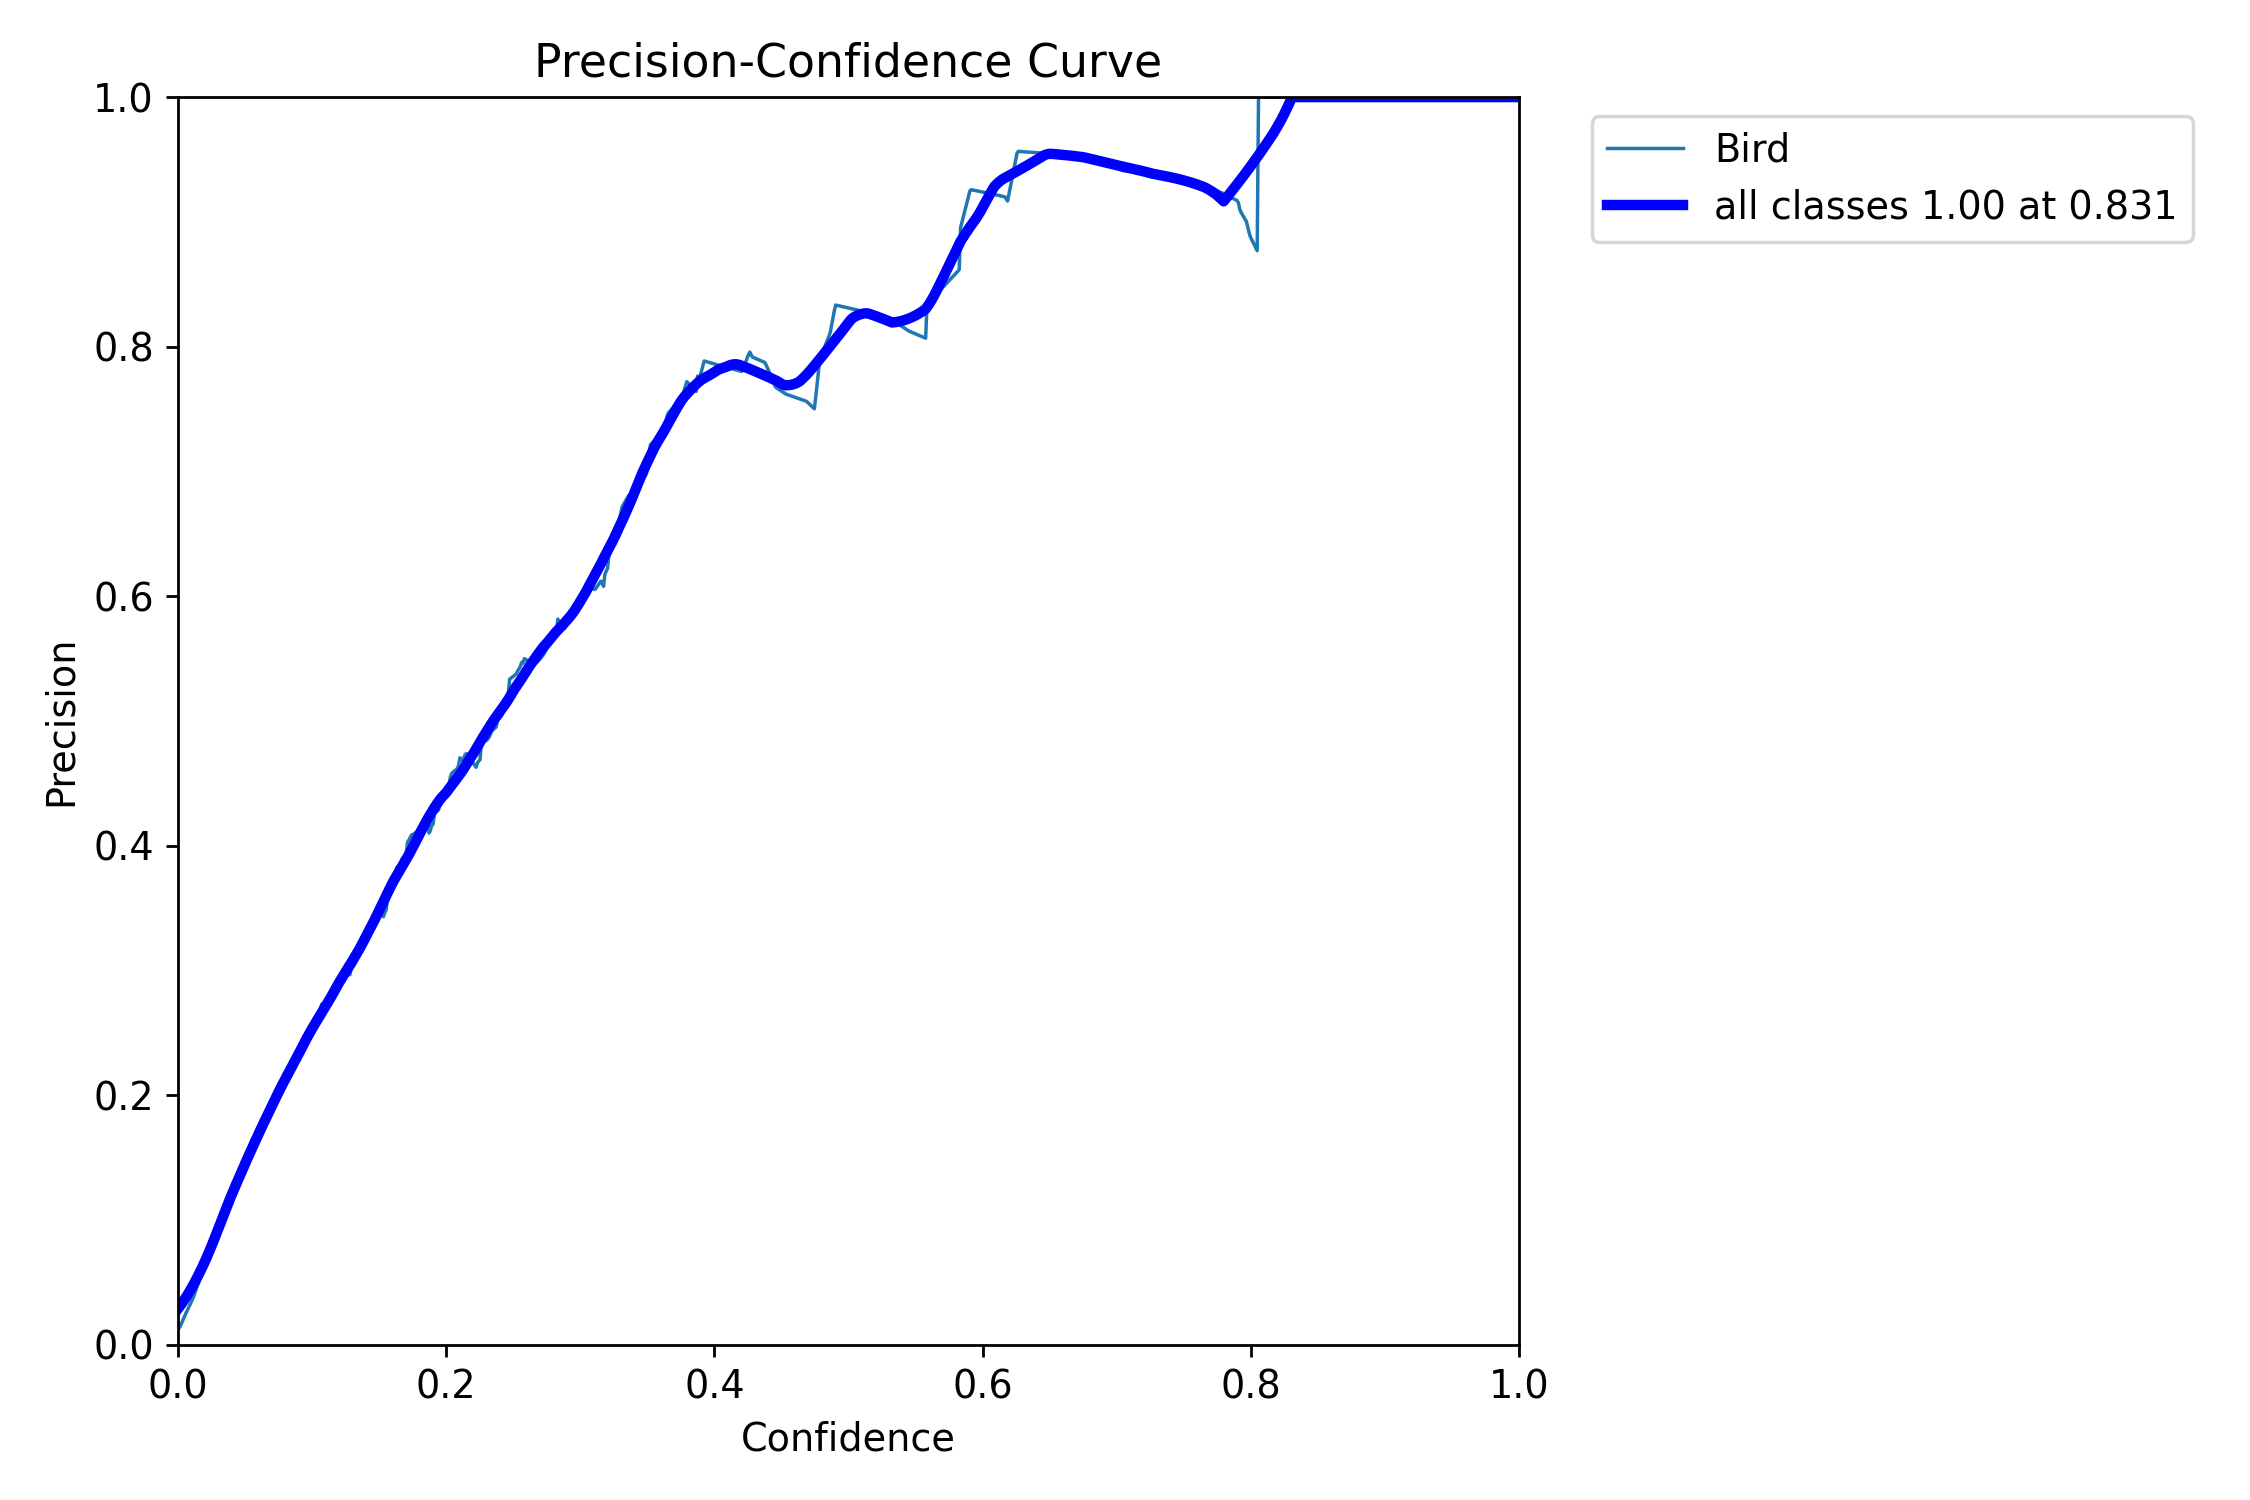 Precision-Confidence Curve
1.0
0.8
0.6
0.4
0.2
0.0
Precision
0.0 0.2 0.4 0.6 0.8 1.0
Confidence
Bird
all classes 1.00 at 0.831